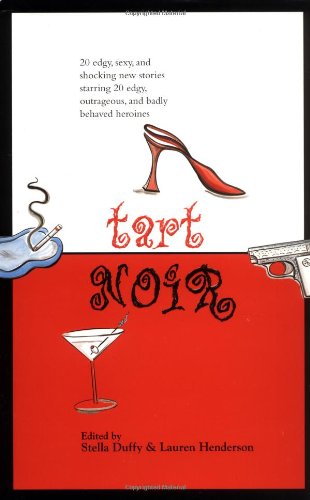 20 edgy, sexy, and
shocking new stories
starring 20 edgy,
outrageous, and badly
behaved heroines
tart
NOIR
Edited by
Stella Duffy & Lauren Henderson